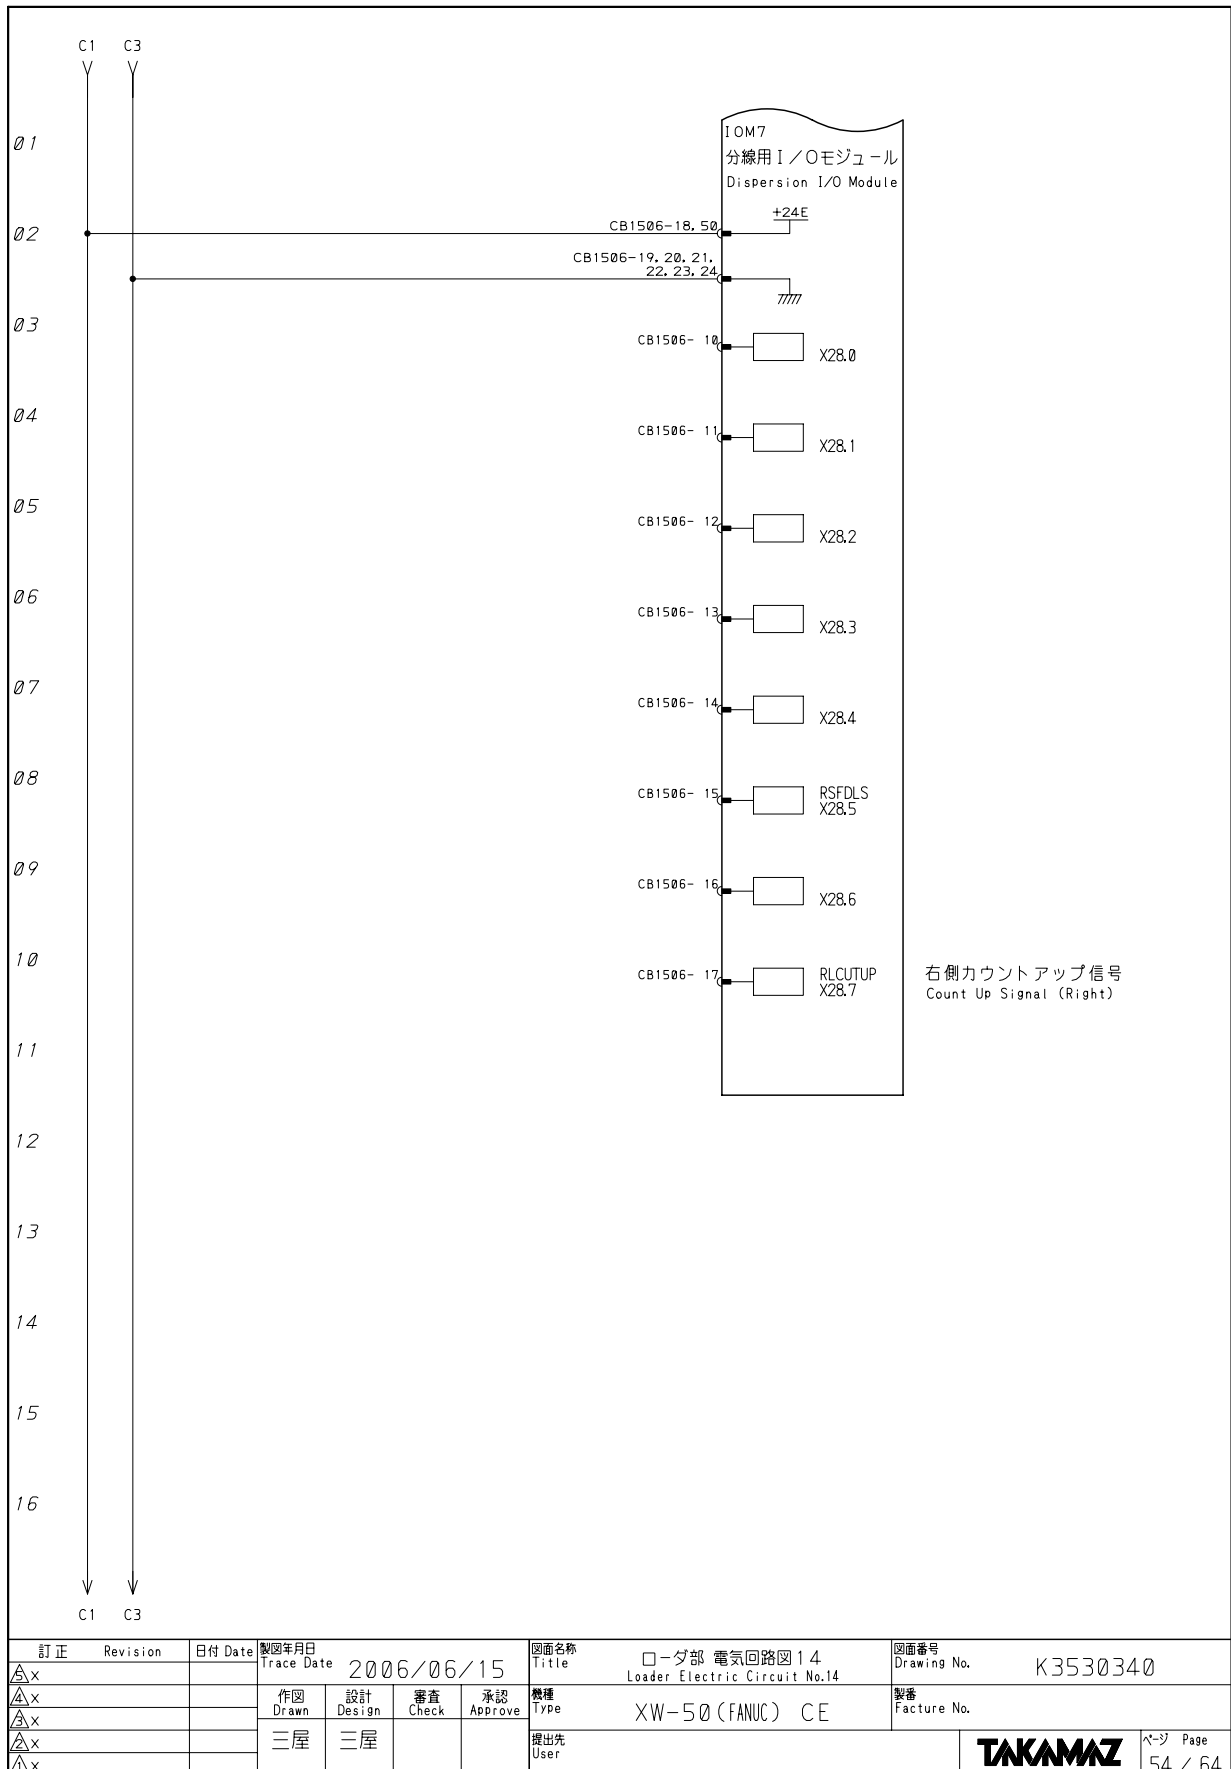 C1 C3
01
IOM7
分線用I/Oモジュール
Dispersion I/O Module
+24E
02
CB1506-18.50
CB1506-19.20.21.
22.23.24
03
CB1506- 10
X28.0
04
CB1506- 11
X28.1
05
CB1506- 12
X28.2
06
CB1506- 13
X28.3
07
CB1506- 14
X28.4
08
CB1506- 15
RSFDLS
X28.5
09
CB1506- 16
X28.6
10
CB1506- 17
RLCUTUP
X28.7
右側カウントアップ信号
Count Up Signal (Right)
11
12
13
14
15
16
C1 C3
訂正 Revision
日付 Date
5 x
4 x
3 x
2 x
1 x
製図年月日
Trace Date 2006/06/15
作図
Drawn
設計
Design
審査
Check
承認
Approve
三屋 三屋
図面名称
Title
ローダ部 電気回路図14
Loader Electric Circuit No.14
機種
Type
XW-50(FANUC) CE
提出先
User
図面番号
Drawing No. K3530340
製番
Facture No.
TAKAMAZ
ページ Page
54 / 64